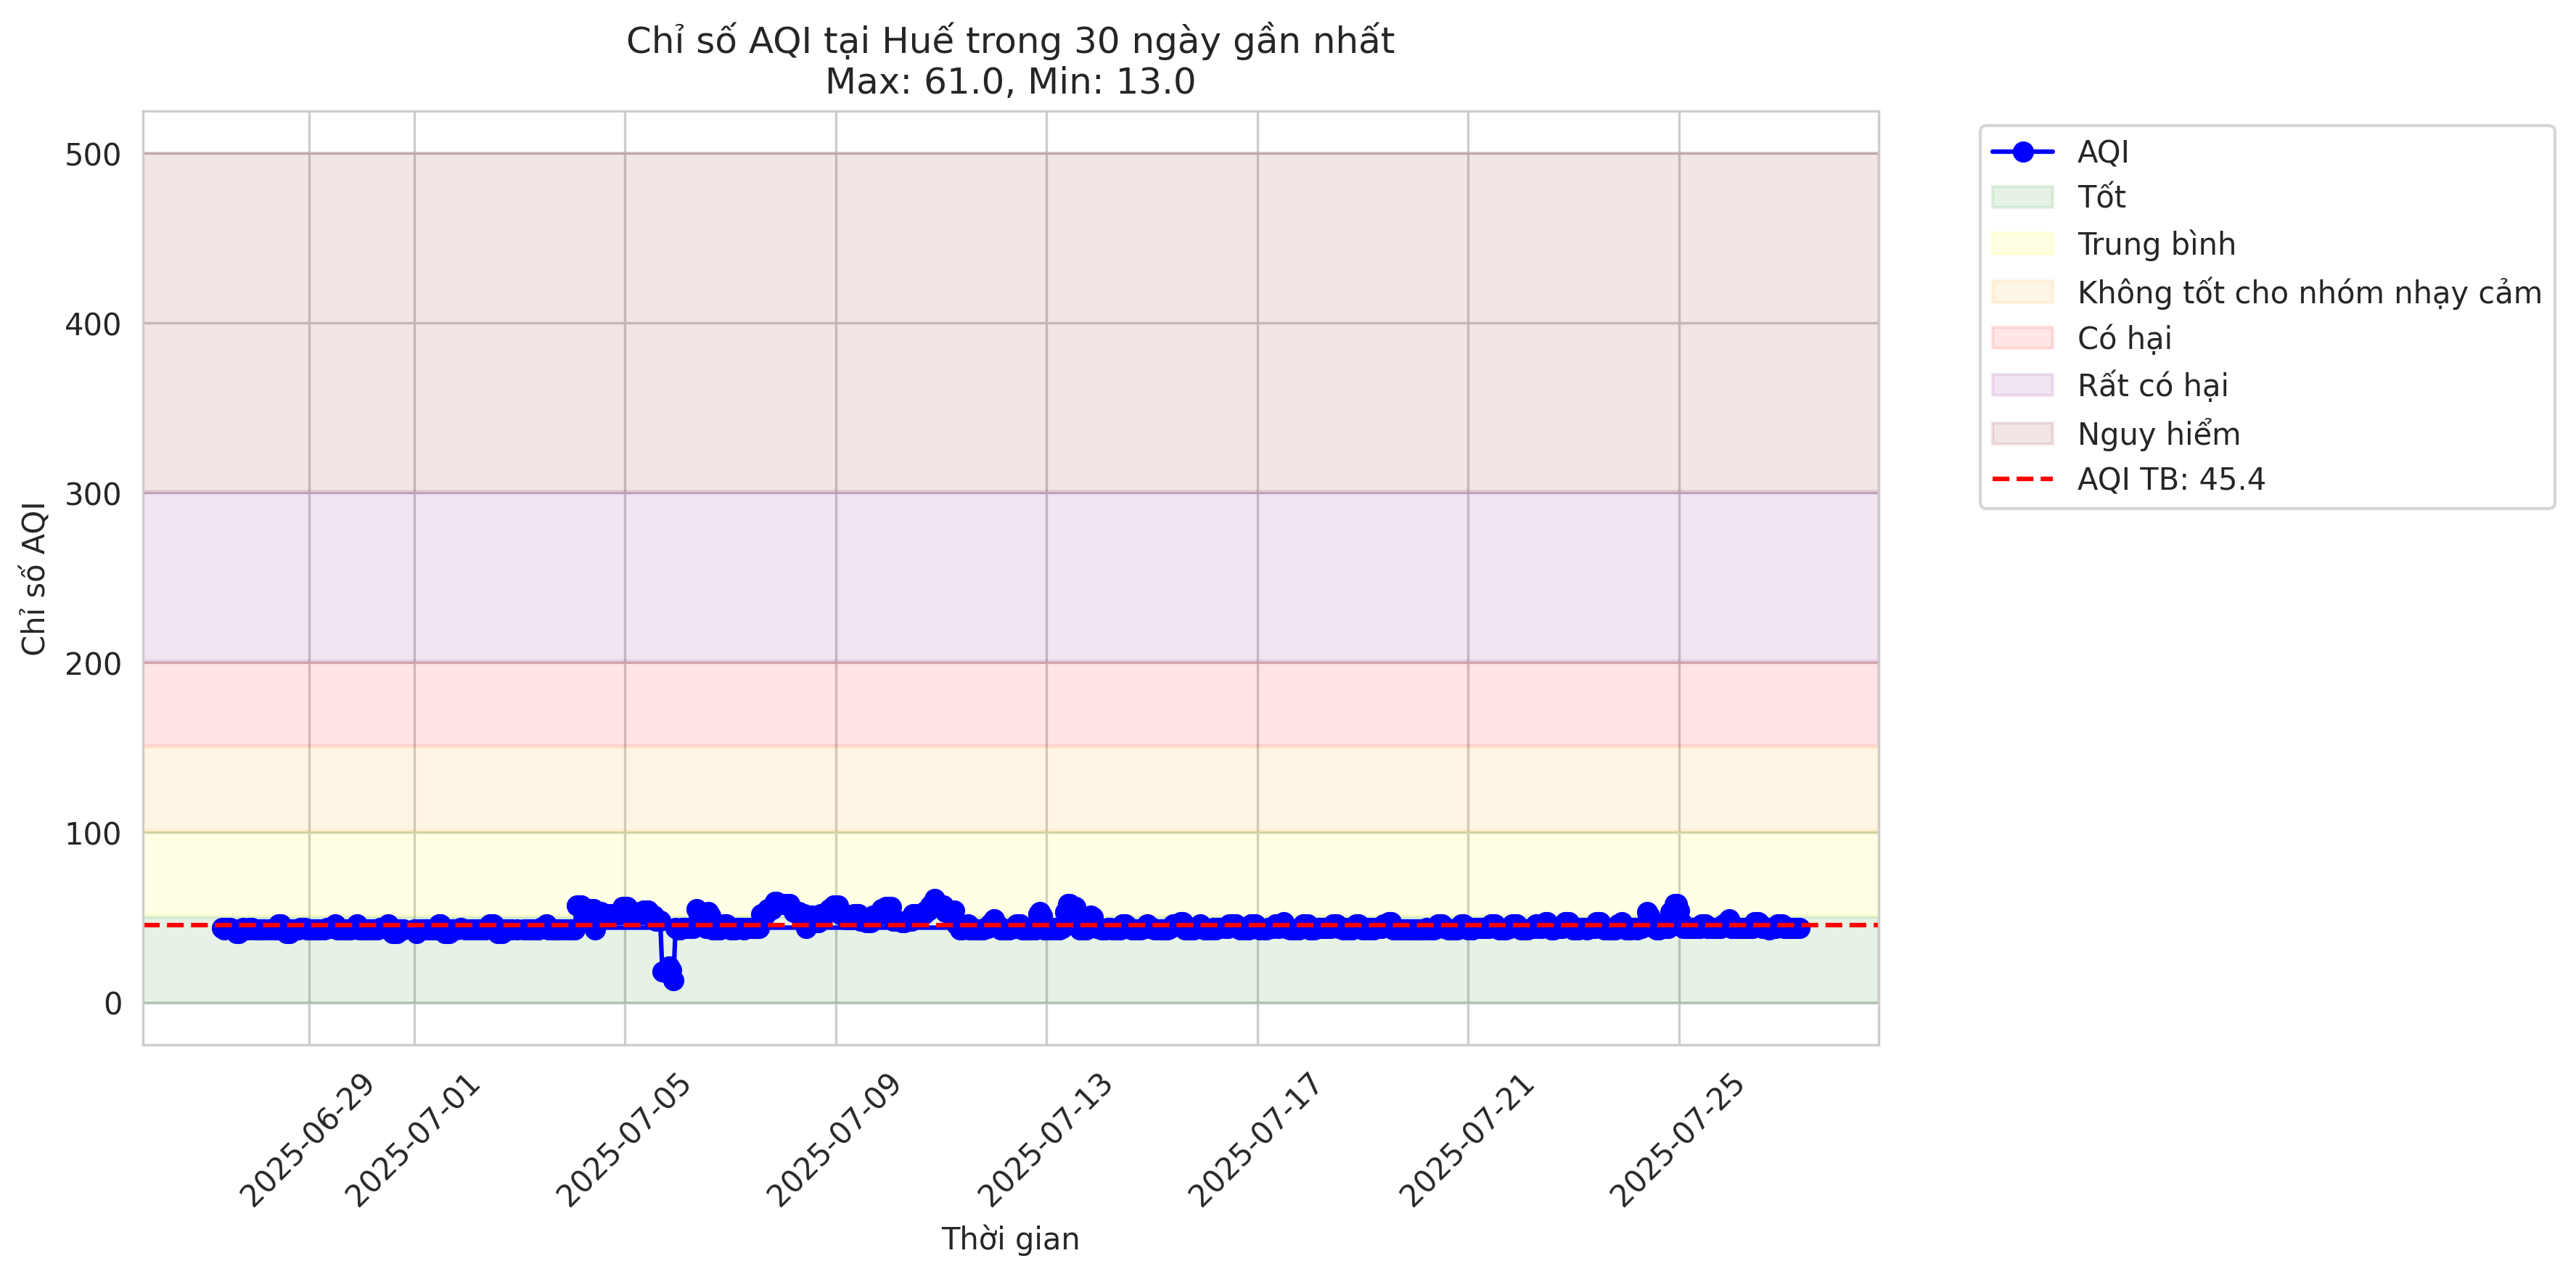 Chỉ số AQI tại Huế trong 30 ngày gần nhất
Max: 61.0, Min: 13.0
Chỉ số AQI
500
400
300
200
100
0
2025-06-29
2025-07-01
2025-07-05
2025-07-09
2025-07-13
2025-07-17
2025-07-21
2025-07-25
Thời gian
AQI
Tốt
Trung bình
Không tốt cho nhóm nhạy cảm
Có hại
Rất có hại
Nguy hiểm
AQI TB: 45.4